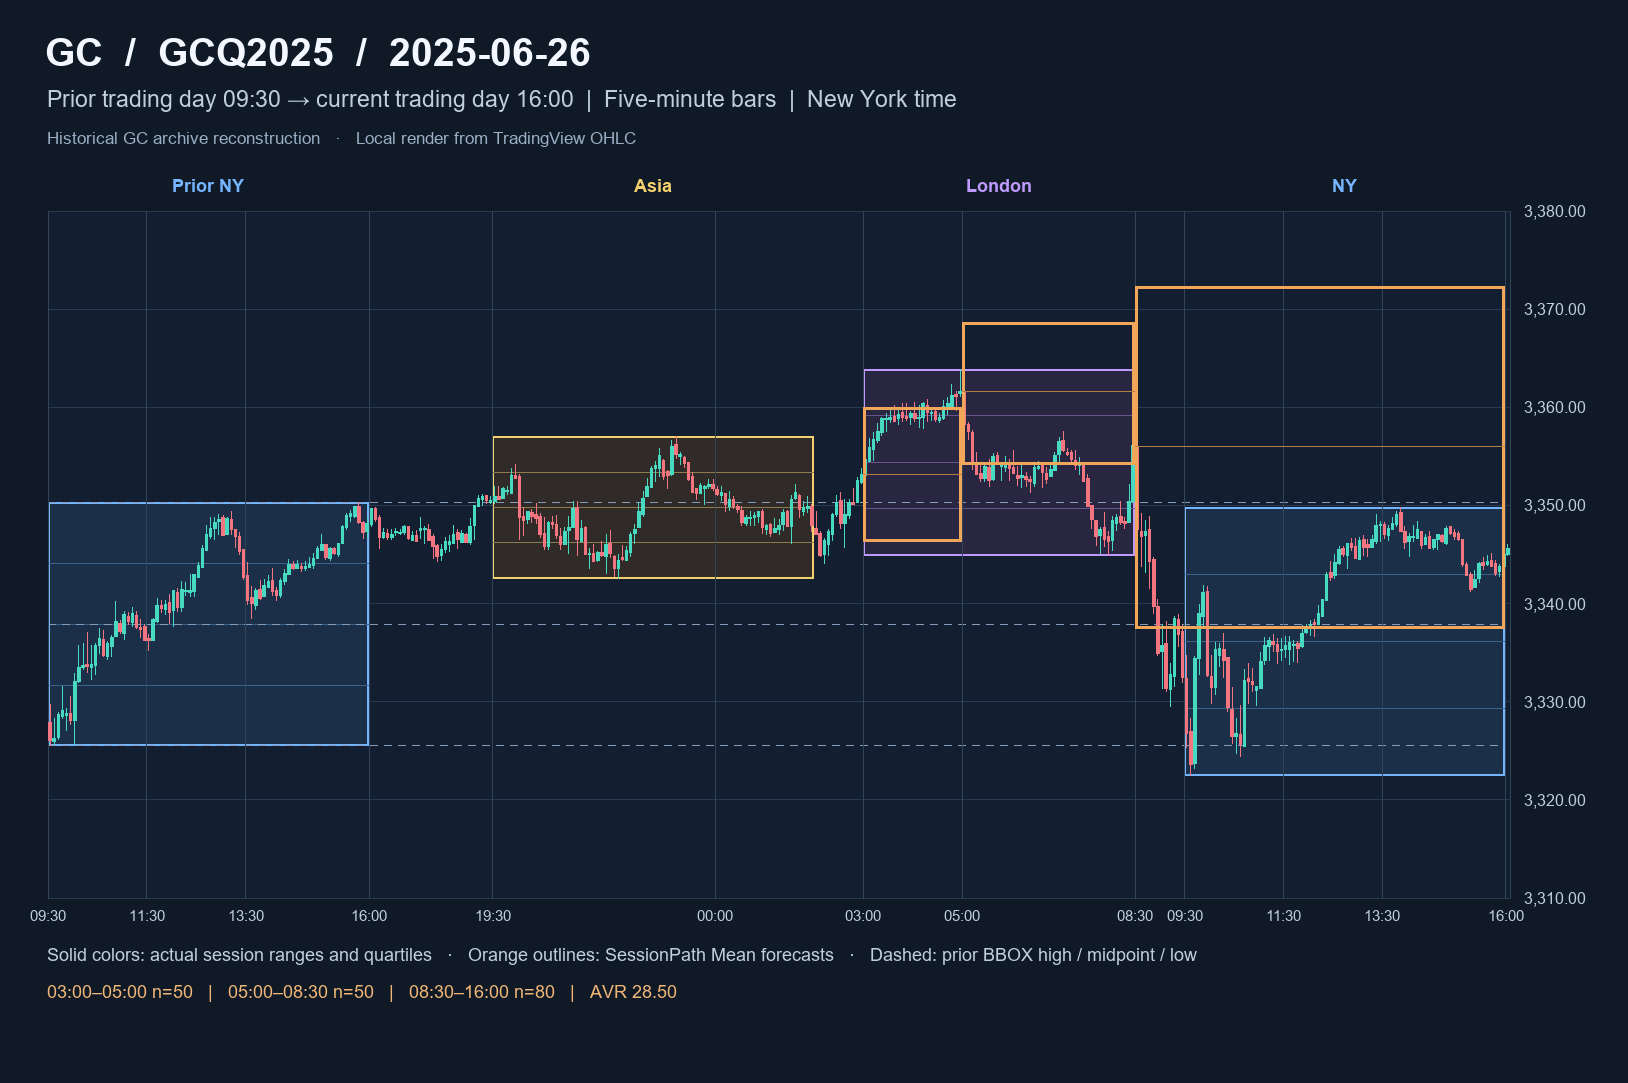 GC / GCQ2025 / 2025-06-26
Prior trading day 09:30 → current trading day 16:00 | Five-minute bars | New York time
Historical GC archive reconstruction · Local render from TradingView OHLC
Prior NY Asia London NY
3,380.00
3,370.00
3,360.00
3,350.00
3,340.00
3,330.00
3,320.00
3,310.00
09:30 11:30 13:30 16:00 19:30 00:00 03:00 05:00 08:30 09:30 11:30 13:30 16:00
Solid colors: actual session ranges and quartiles · Orange outlines: SessionPath Mean forecasts · Dashed: prior BBOX high / midpoint / low
03:00–05:00 n=50 | 05:00–08:30 n=50 | 08:30–16:00 n=80 | AVR 28.50